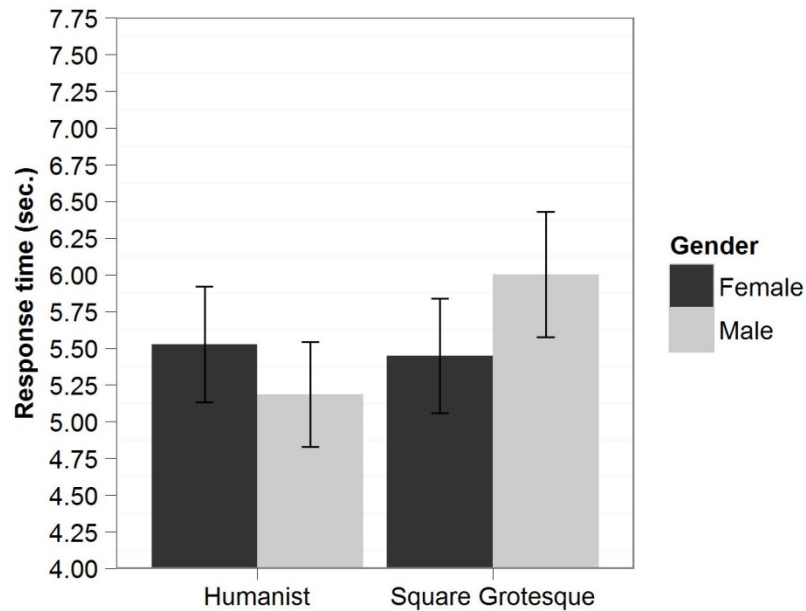 Response time (sec.)
7.75
7.50
7.25
7.00
6.75
6.50
6.25
6.00
5.75
5.50
5.25
5.00
4.75
4.50
4.25
4.00
Humanist
Square Grotesque
Gender
Female
Male